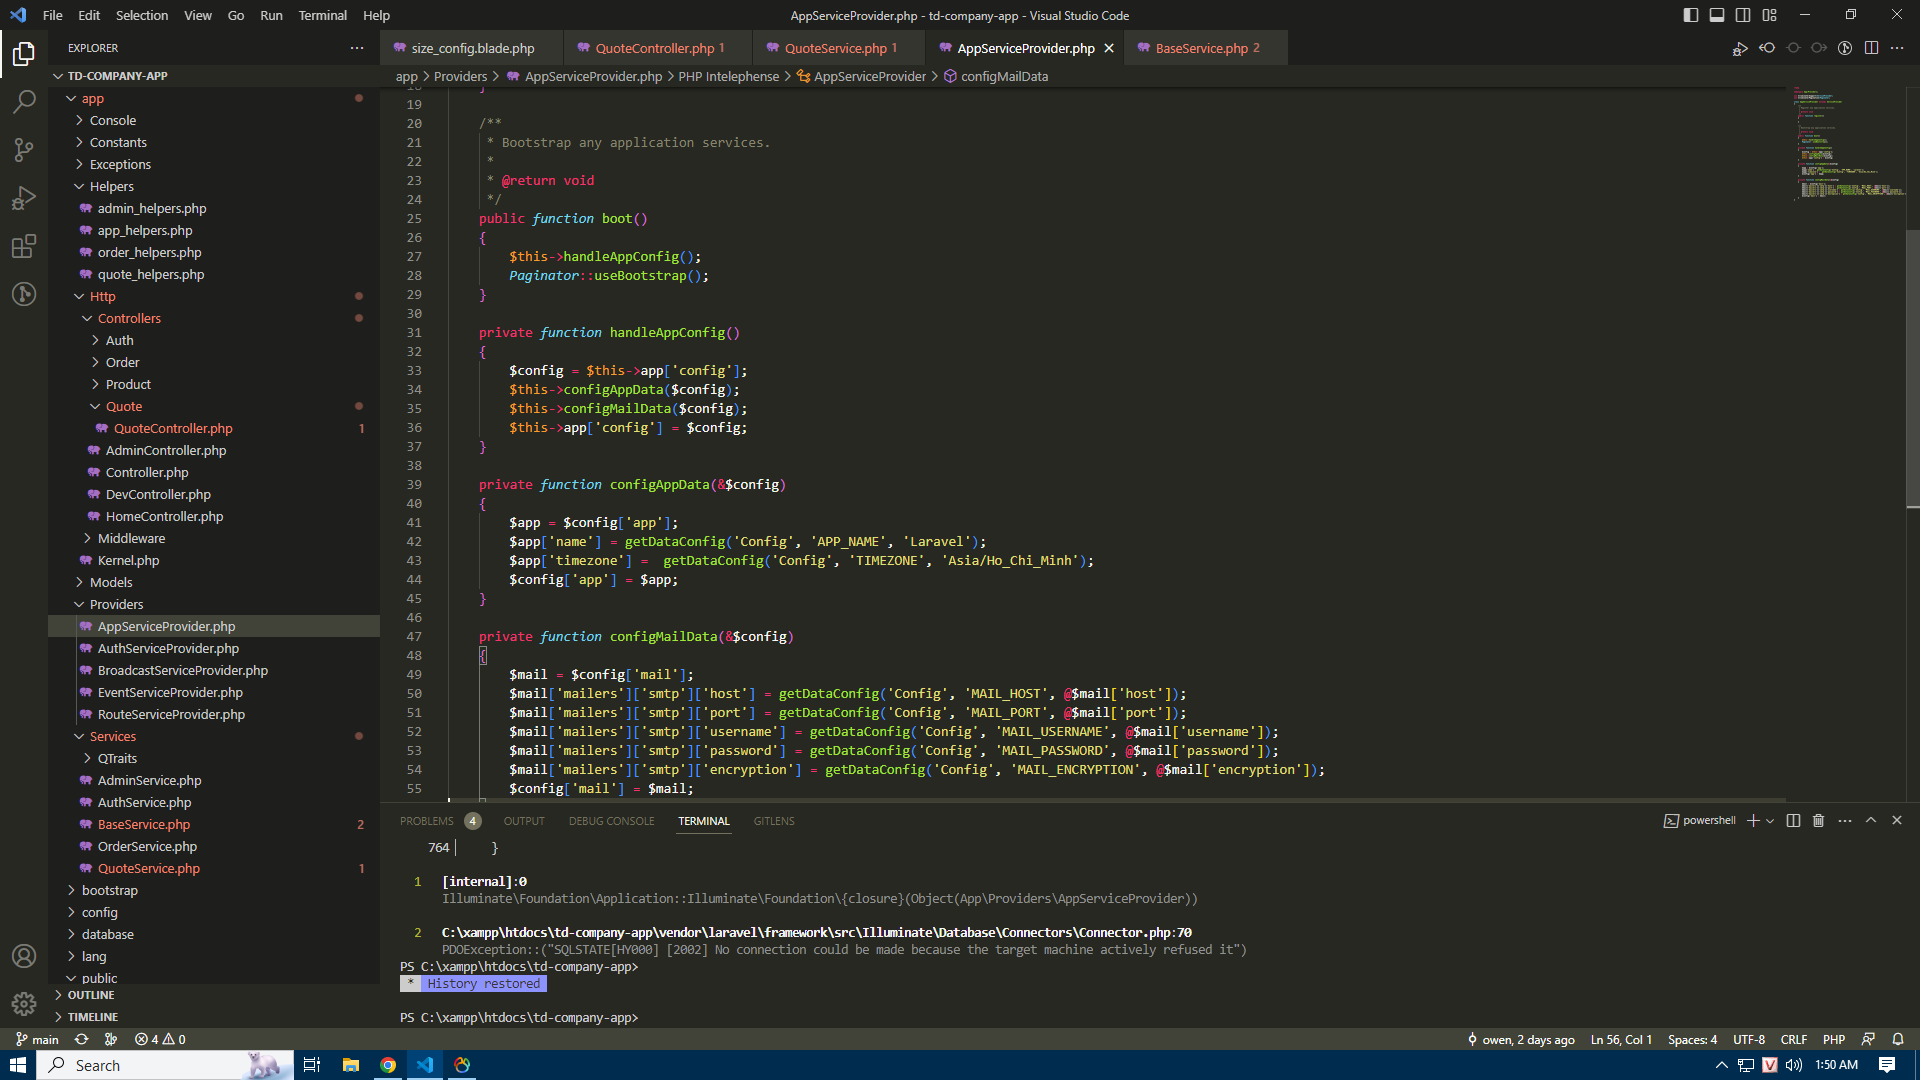 File Edit Selection View Go Run Terminal Help
AppServiceProvider.php - td-company-app - Visual Studio Code
EXPLORER
TD-COMPANY-APP
app
Console
Constants
Exceptions
Helpers
admin_helpers.php
app_helpers.php
order_helpers.php
quote_helpers.php
Http
Controllers
Auth
Order
Product
Quote
QuoteController.php 1
AdminController.php
Controller.php
DevController.php
HomeController.php
Middleware
Kernel.php
Models
Providers
AppServiceProvider.php
AuthServiceProvider.php
BroadcastServiceProvider.php
EventServiceProvider.php
RouteServiceProvider.php
Services
QTraits
AdminService.php
AuthService.php
BaseService.php 2
OrderService.php
QuoteService.php 1
bootstrap
config
database
lang
public
OUTLINE
TIMELINE
size_config.blade.php QuoteController.php 1 QuoteService.php 1 AppServiceProvider.php BaseService.php 2
app > Providers > AppServiceProvider.php > PHP Intelephense > AppServiceProvider > configMailData
18 }
19
20 /**
21 * Bootstrap any application services.
22 *
23 * @return void
24 */
25 public function boot()
26 {
27 $this->handleAppConfig();
28 Paginator::useBootstrap();
29 }
30
31 private function handleAppConfig()
32 {
33 $config = $this->app['config'];
34 $this->configAppData($config);
35 $this->configMailData($config);
36 $this->app['config'] = $config;
37 }
38
39 private function configAppData(&$config)
40 {
41 $app = $config['app'];
42 $app['name'] = getDataConfig('Config', 'APP_NAME', 'Laravel');
43 $app['timezone'] =  getDataConfig('Config', 'TIMEZONE', 'Asia/Ho_Chi_Minh');
44 $config['app'] = $app;
45 }
46
47 private function configMailData(&$config)
48 {
49 $mail = $config['mail'];
50 $mail['mailers']['smtp']['host'] = getDataConfig('Config', 'MAIL_HOST', @$mail['host']);
51 $mail['mailers']['smtp']['port'] = getDataConfig('Config', 'MAIL_PORT', @$mail['port']);
52 $mail['mailers']['smtp']['username'] = getDataConfig('Config', 'MAIL_USERNAME', @$mail['username']);
53 $mail['mailers']['smtp']['password'] = getDataConfig('Config', 'MAIL_PASSWORD', @$mail['password']);
54 $mail['mailers']['smtp']['encryption'] = getDataConfig('Config', 'MAIL_ENCRYPTION', @$mail['encryption']);
55 $config['mail'] = $mail;
PROBLEMS 4 OUTPUT DEBUG CONSOLE TERMINAL GITLENS
powershell
764 }
1 [internal]:0
Illuminate\Foundation\Application::Illuminate\Foundation\{closure}(Object(App\Providers\AppServiceProvider))
2 C:\xampp\htdocs\td-company-app\vendor\laravel\framework\src\Illuminate\Database\Connectors\Connector.php:70
PDOException::("SQLSTATE[HY000] [2002] No connection could be made because the target machine actively refused it")
PS C:\xampp\htdocs\td-company-app>
* History restored
PS C:\xampp\htdocs\td-company-app>
main 4 0 owen, 2 days ago Ln 56, Col 1 Spaces: 4 UTF-8 CRLF PHP
Search V 1:50 AM